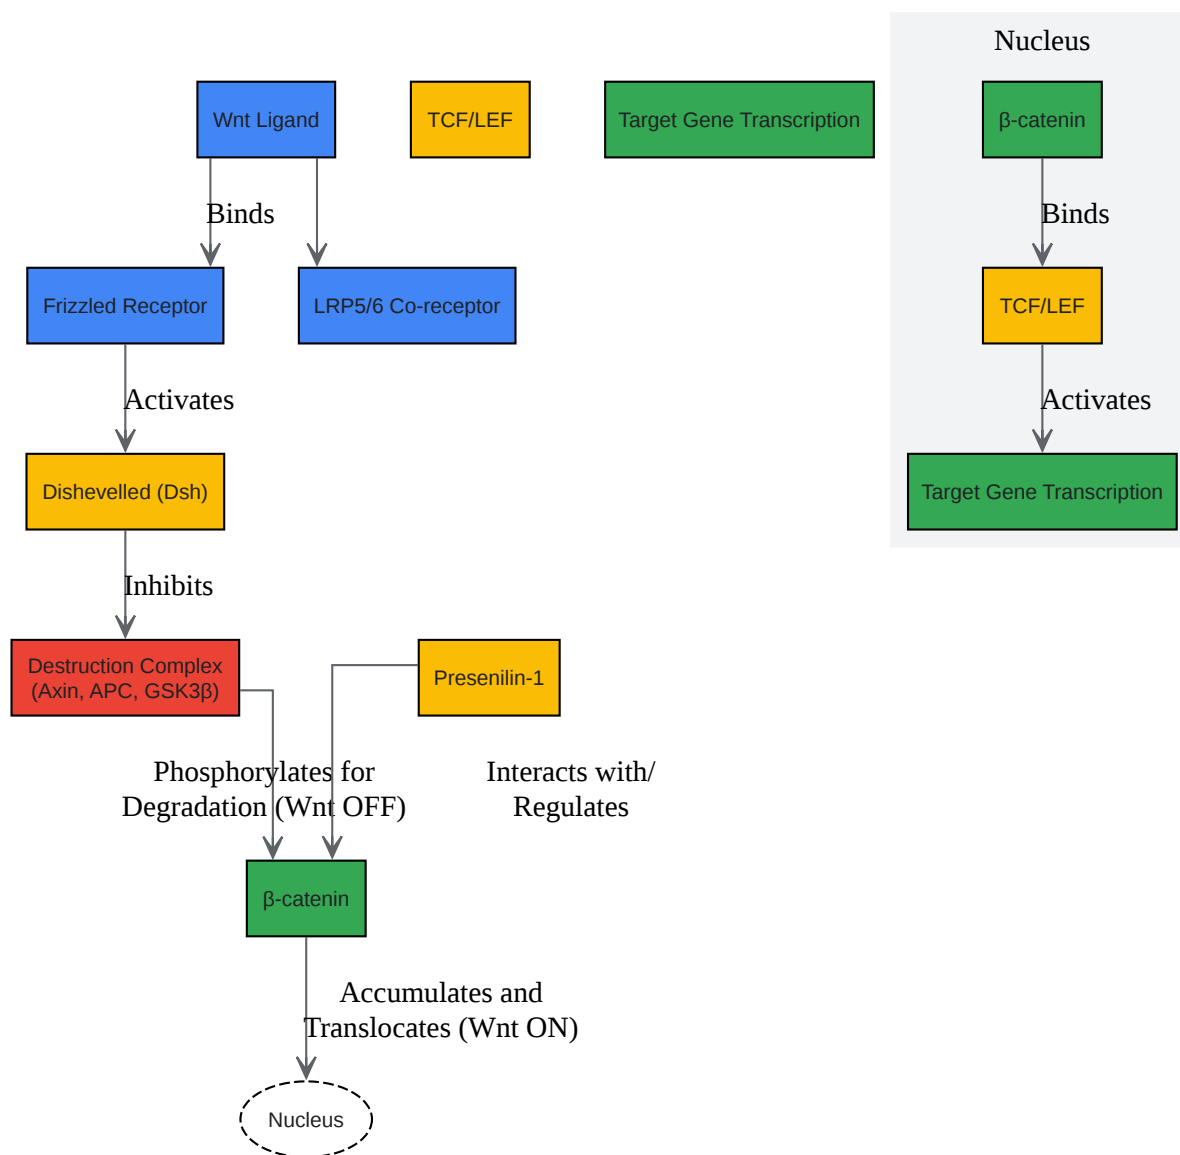 Nucleus
Wnt Ligand
TCF/LEF
Target Gene Transcription
β-catenin
Binds
Binds
Frizzled Receptor
LRP5/6 Co-receptor
TCF/LEF
Activates
Activates
Dishevelled (Dsh)
Target Gene Transcription
Inhibits
Destruction Complex
(Axin, APC, GSK3β)
Presenilin-1
Phosphorylates for
Degradation (Wnt OFF)
Interacts with/
Regulates
β-catenin
Accumulates and
Translocates (Wnt ON)
Nucleus